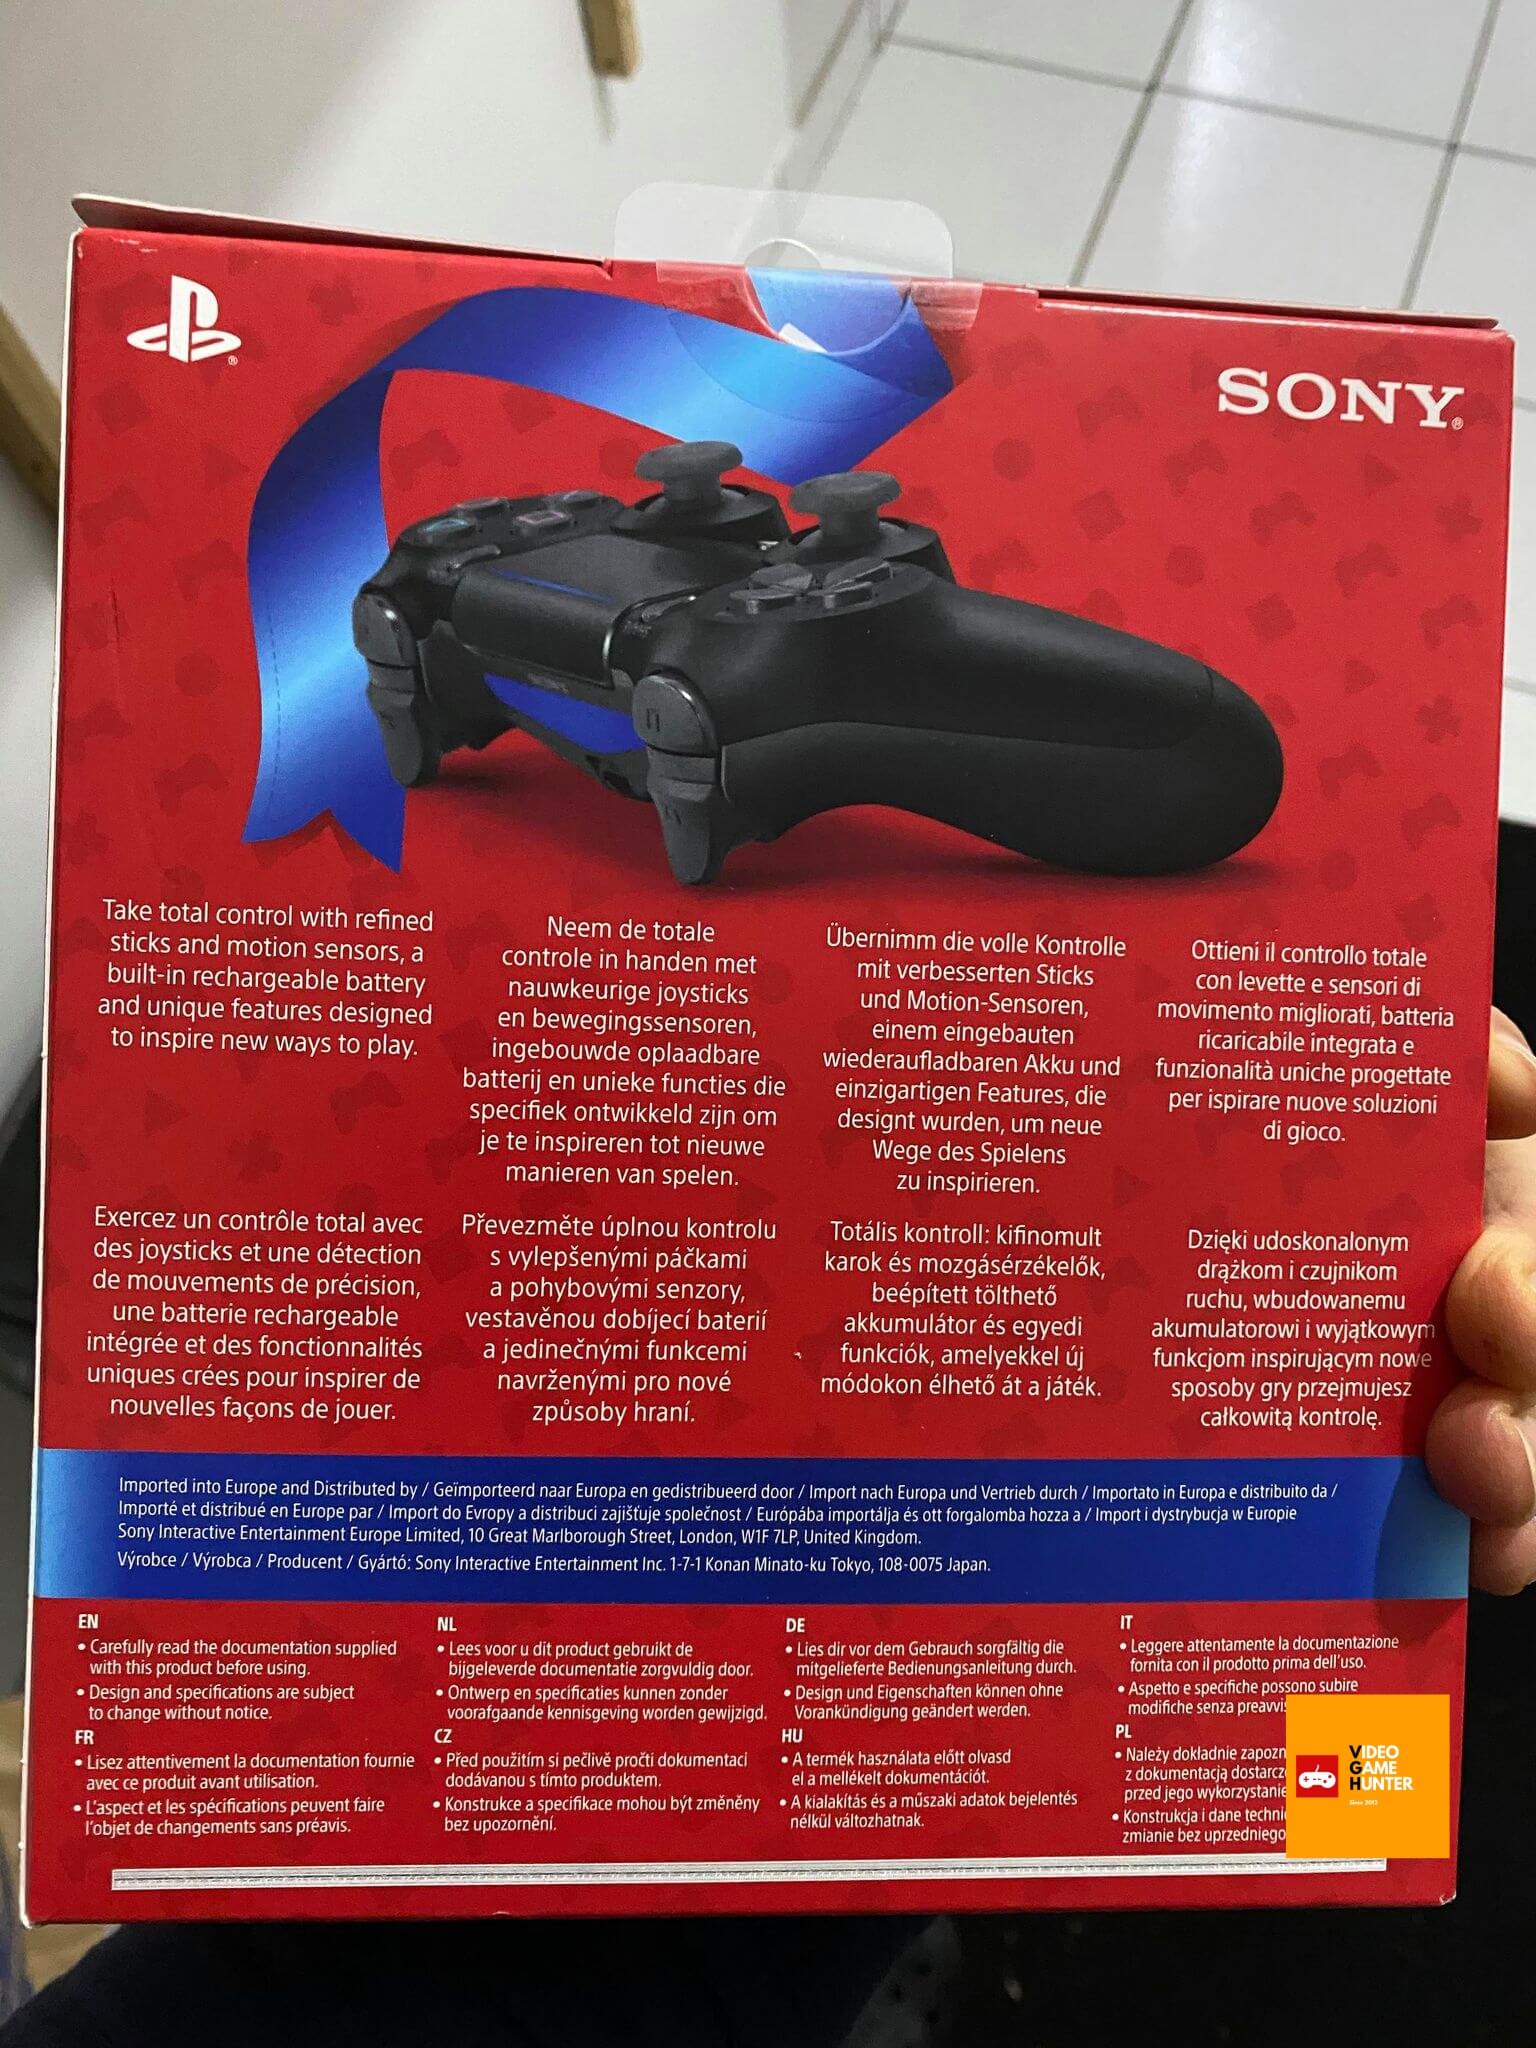 SONY
Take total control with refined
sticks and motion sensors, a
built-in rechargeable battery
and unique features designed
to inspire new ways to play.
Neem de totale
controle in handen met
nauwkeurige joysticks
en bewegingssensoren,
ingebouwde oplaadbare
batterij en unieke functies die
specifiek ontwikkeld zijn om
je te inspireren tot nieuwe
manieren van spelen.
Übernimm die volle Kontrolle
mit verbesserten Sticks
und Motion-Sensoren,
einem eingebauten
wiederaufladbaren Akku und
einzigartigen Features, die
designt wurden, um neue
Wege des Spielens
zu inspirieren.
Ottieni il controllo totale
con levette e sensori di
movimento migliorati, batteria
ricaricabile integrata e
funzionalità uniche progettate
per ispirare nuove soluzioni
di gioco.
Exercez un contrôle total avec
des joysticks et une détection
de mouvements de précision,
une batterie rechargeable
intégrée et des fonctionnalités
uniques crées pour inspirer de
nouvelles façons de jouer.
Převezměte úplnou kontrolu
s vylepšenými páčkami
a pohybovými senzory,
vestavěnou dobíjecí baterií
a jedinečnými funkcemi
navrženými pro nové
způsoby hraní.
Totális kontroll: kifinomult
karok és mozgásérzékelők,
beépített tölthető
akkumulátor és egyedi
funkciók, amelyekkel új
módokon élhető át a játék.
Dzięki udoskonalonym
drążkom i czujnikom
ruchu, wbudowanemu
akumulatorowi i wyjątkowym
funkcjom inspirującym nowe
sposoby gry przejmujesz
całkowitą kontrolę.
Imported into Europe and Distributed by / Geïmporteerd naar Europa en gedistribueerd door / Import nach Europa und Vertrieb durch / Importato in Europa e distribuito da /
Importé et distribué en Europe par / Import do Evropy a distribuci zajišťuje společnost / Európába importálja és ott forgalomba hozza a / Import i dystrybucja w Europie
Sony Interactive Entertainment Europe Limited, 10 Great Marlborough Street, London, W1F 7LP, United Kingdom.
Výrobce / Výrobca / Producent / Gyártó: Sony Interactive Entertainment Inc. 1-7-1 Konan Minato-ku Tokyo, 108-0075 Japan.
EN
• Carefully read the documentation supplied
with this product before using.
• Design and specifications are subject
to change without notice.
NL
• Lees voor u dit product gebruikt de
bijgeleverde documentatie zorgvuldig door.
• Ontwerp en specificaties kunnen zonder
voorafgaande kennisgeving worden gewijzigd.
DE
• Lies dir vor dem Gebrauch sorgfältig die
mitgelieferte Bedienungsanleitung durch.
• Design und Eigenschaften können ohne
Vorankündigung geändert werden.
IT
• Leggere attentamente la documentazione
fornita con il prodotto prima dell'uso.
• Aspetto e specifiche possono subire
modifiche senza preavvis
FR
• Lisez attentivement la documentation fournie
avec ce produit avant utilisation.
• L'aspect et les spécifications peuvent faire
l'objet de changements sans préavis.
CZ
• Před použitím si pečlivě pročti dokumentaci
dodávanou s tímto produktem.
• Konstrukce a specifikace mohou být změněny
bez upozornění.
HU
• A termék használata előtt olvasd
el a mellékelt dokumentációt.
• A kialakítás és a műszaki adatok bejelentés
nélkül változhatnak.
PL
• Należy dokładnie zapozn
z dokumentacją dostarcz
przed jego wykorzystanie
• Konstrukcja i dane techni
zmianie bez uprzedniego
VIDEO
GAME
HUNTER
Since 2013